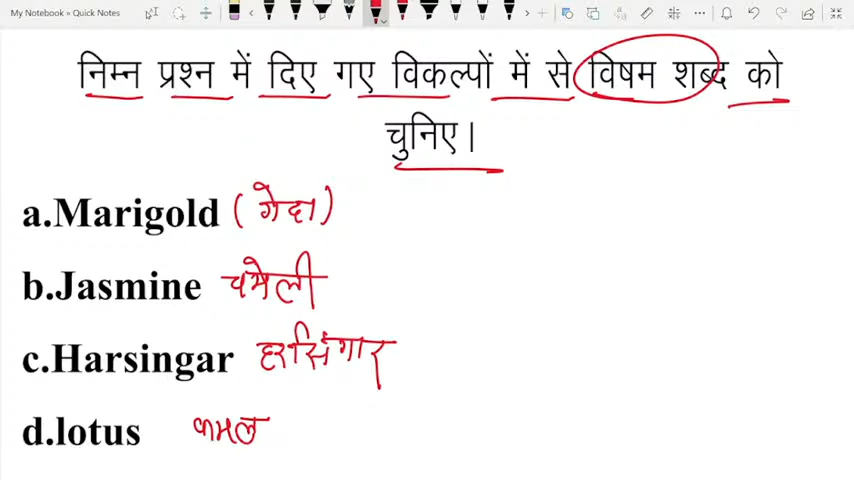 My Notebook » Quick Notes
निम्न प्रश्न में दिए गए विकल्पों में से विषम शब्द को
चुनिए।
a.Marigold (गेंदा)
b.Jasmine चमेली
c.Harsingar हरसिंगार
d.lotus कमल